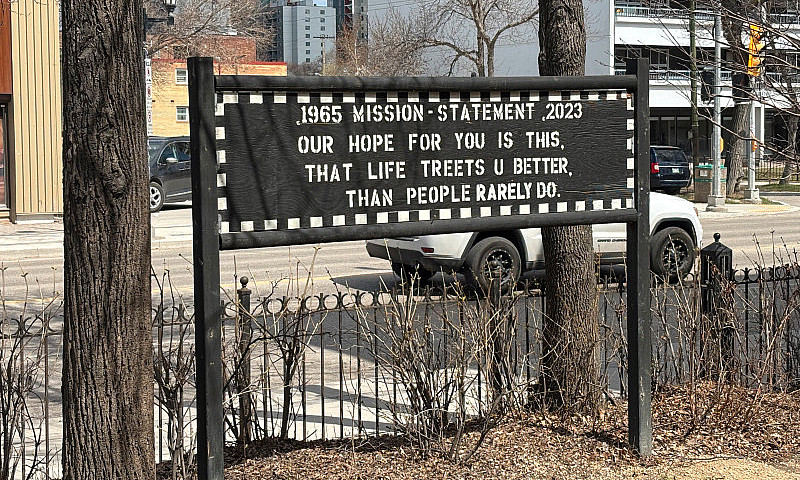 .1965 MISSION-STATEMENT .2023
OUR HOPE FOR YOU IS THIS,
THAT LIFE TREETS U BETTER,
THAN PEOPLE RARELY DO.